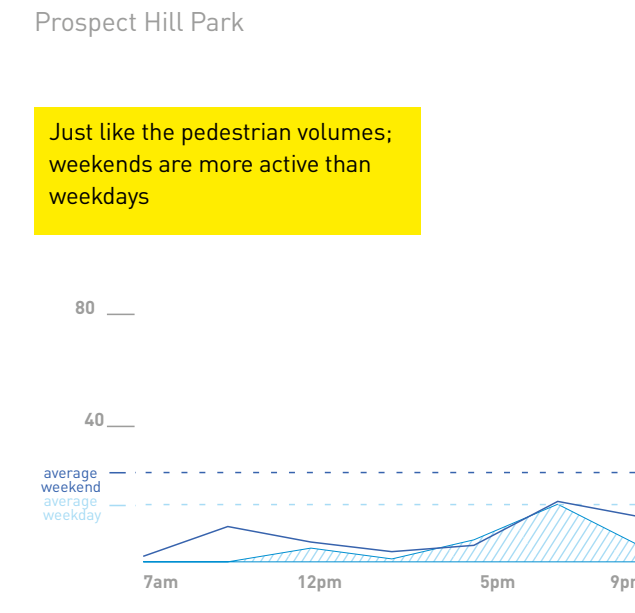 Prospect Hill Park
Just like the pedestrian volumes;
weekends are more active than
weekdays
80
40
average
weekend
average
weekday
7am 12pm 5pm 9pm